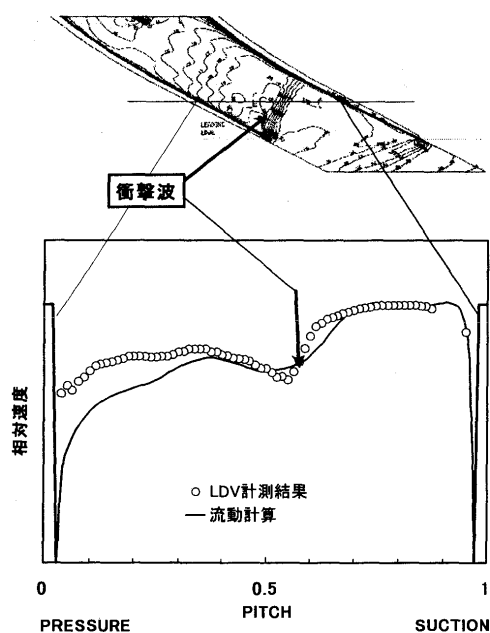 衝撃波
相対速度
LDV計測結果
流動計算
0
0.5
1
PITCH
PRESSURE
SUCTION